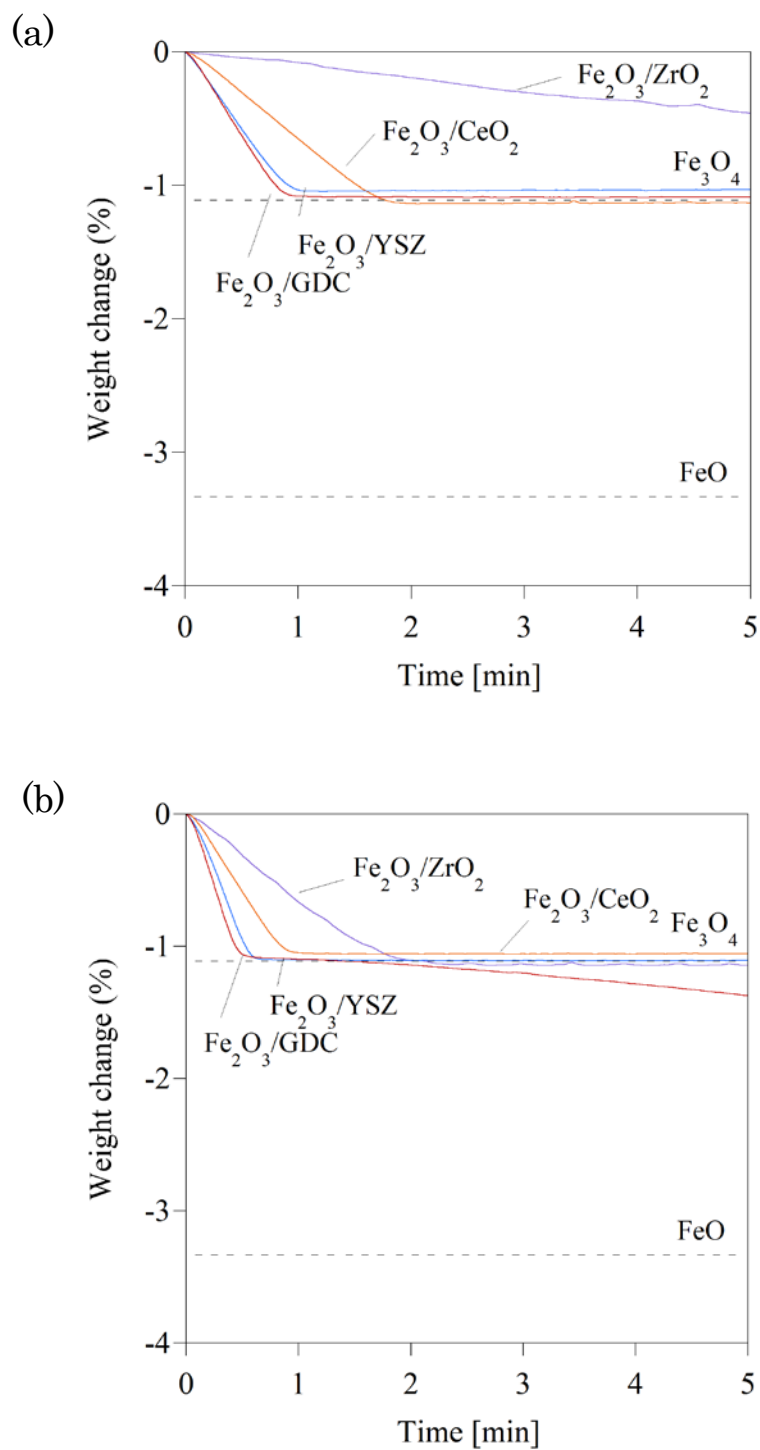 (a)
0
-1
-2
-3
-4
Weight change (%)
Fe₂O₃/ZrO₂
Fe₂O₃/CeO₂
Fe₃O₄
Fe₂O₃/YSZ
Fe₂O₃/GDC
FeO
0 1 2 3 4 5
Time [min]
(b)
0
-1
-2
-3
-4
Weight change (%)
Fe₂O₃/ZrO₂
Fe₂O₃/CeO₂
Fe₃O₄
Fe₂O₃/YSZ
Fe₂O₃/GDC
FeO
0 1 2 3 4 5
Time [min]